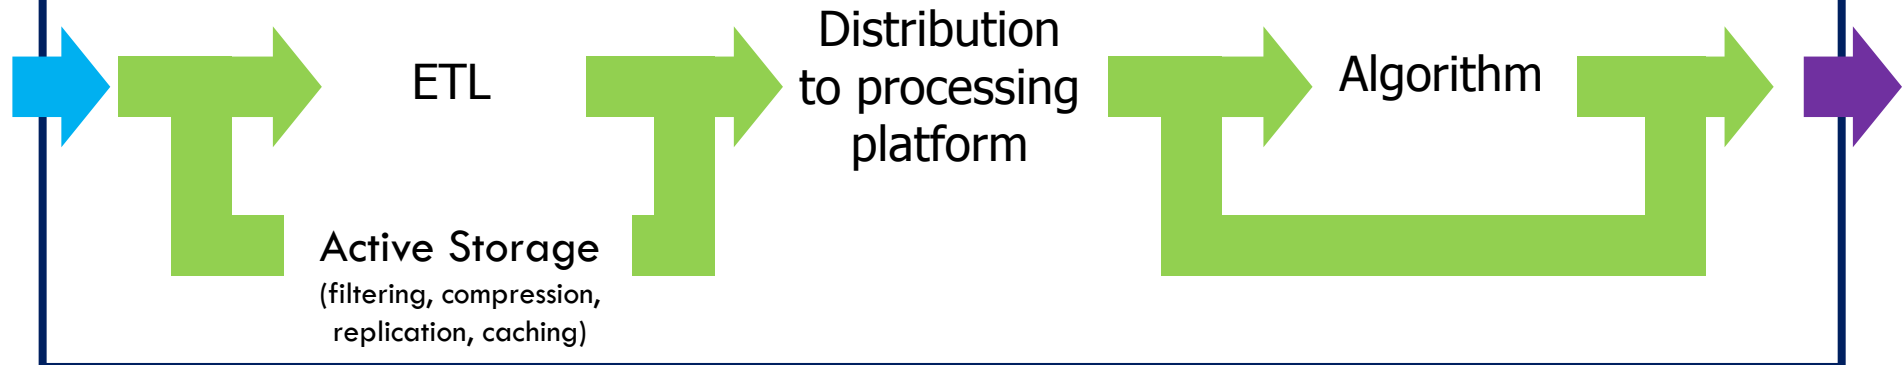 ETL
Distribution
to processing
platform
Algorithm
Active Storage
(filtering, compression,
replication, caching)